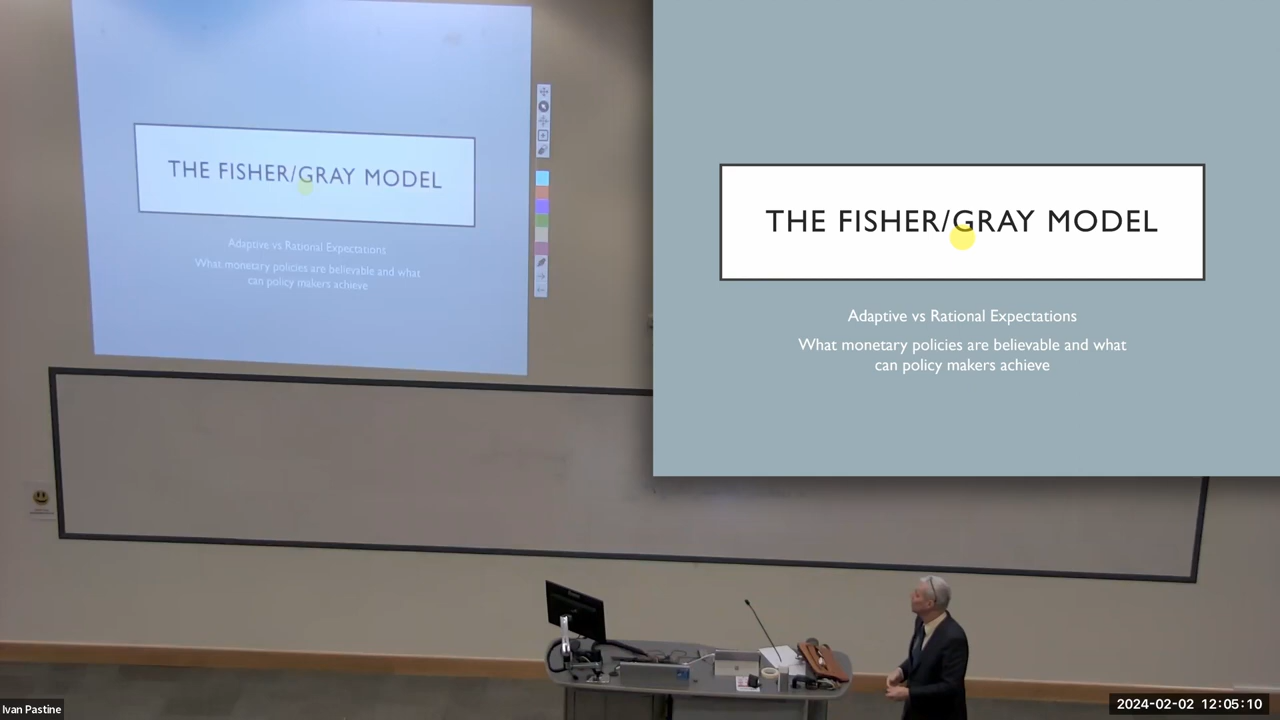 THE FISHER/GRAY MODEL
Adaptive vs Rational Expectations
What monetary policies are believable and what
can policy makers achieve
THE FISHER/GRAY MODEL
Adaptive vs Rational Expectations
What monetary policies are believable and what
can policy makers achieve
Ivan Pastine
2024-02-02 12:05:10